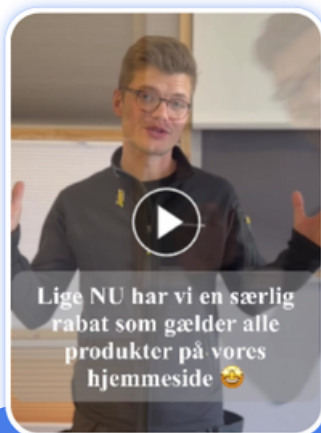 Lige NU har vi en særlig
rabat som gælder alle
produkter på vores
hjemmeside 🤩